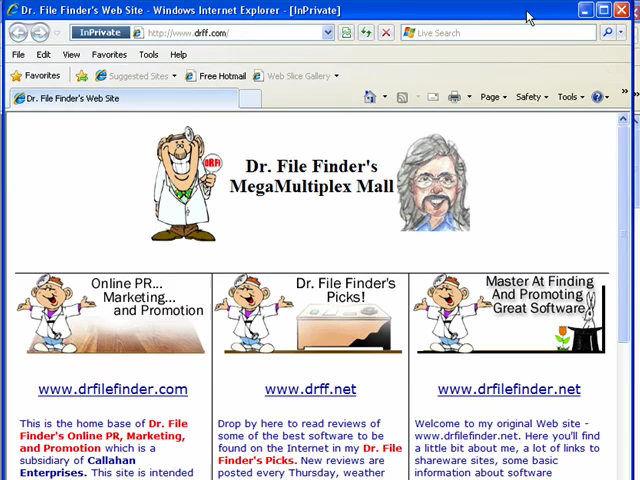 Dr. File Finder's Web Site - Windows Internet Explorer - [InPrivate]
InPrivate http://www.drff.com/ Live Search
File Edit View Favorites Tools Help
Favorites Suggested Sites Free Hotmail Web Slice Gallery
Dr. File Finder's Web Site Page Safety Tools
DR.FF
Dr. File Finder's
MegaMultiplex Mall
Online PR...
Marketing...
and Promotion
www.drfilefinder.com
This is the home base of Dr. File
Finder's Online PR, Marketing,
and Promotion which is a
subsidiary of Callahan
Enterprises. This site is intended
Dr. File Finder's
Picks!
www.drff.net
Drop by here to read reviews of
some of the best software to be
found on the Internet in my Dr. File
Finder's Picks. New reviews are
posted every Thursday, weather
Master At Finding
And Promoting
Great Software
www.drfilefinder.net
Welcome to my original Web site -
www.drfilefinder.net. Here you'll find
a little bit about me, a lot of links to
shareware sites, some basic
information about software